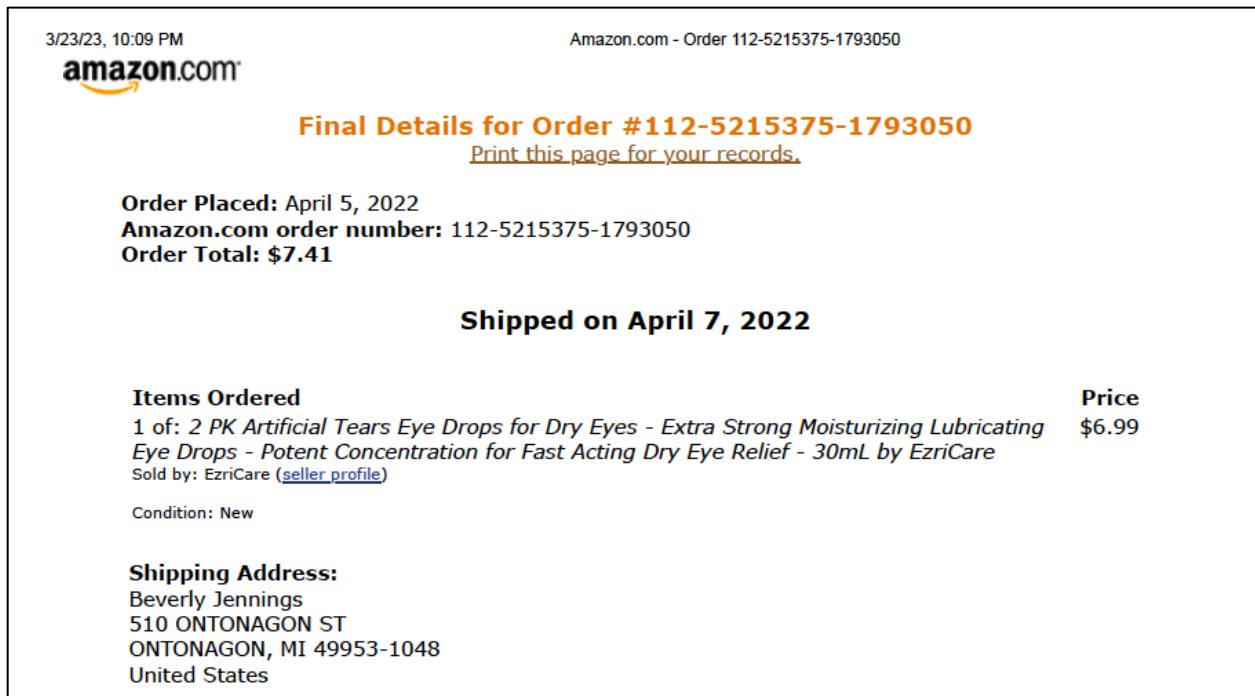 3/23/23, 10:09 PM Amazon.com - Order 112-5215375-1793050
amazon.com
Final Details for Order #112-5215375-1793050
Print this page for your records.
Order Placed: April 5, 2022
Amazon.com order number: 112-5215375-1793050
Order Total: $7.41
Shipped on April 7, 2022
Items Ordered Price
1 of: 2 PK Artificial Tears Eye Drops for Dry Eyes - Extra Strong Moisturizing Lubricating $6.99
Eye Drops - Potent Concentration for Fast Acting Dry Eye Relief - 30mL by EzriCare
Sold by: EzriCare (seller profile)
Condition: New
Shipping Address:
Beverly Jennings
510 ONTONAGON ST
ONTONAGON, MI 49953-1048
United States